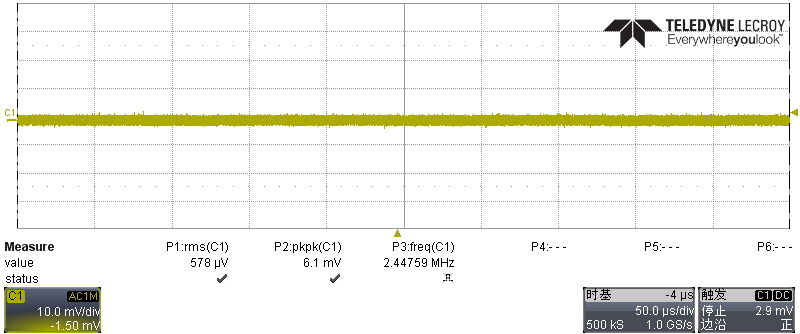 TELEDYNE LECROY
Everywhereyoulook™
C1
Measure P1:rms(C1) P2:pkpk(C1) P3:freq(C1) P4:--- P5:--- P6:---
value 578 µV 6.1 mV 2.44759 MHz
status
C1 AC1M
10.0 mV/div
-1.50 mV
时基 -4 µs
50.0 µs/div
500 kS 1.0 GS/s
触发 C1 DC
停止 2.9 mV
边沿 正